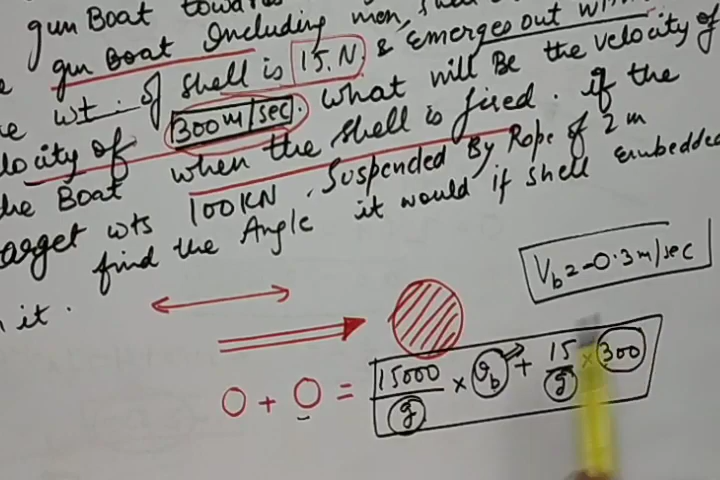 gun Boat towards
gun Boat Including men,
wt. of shell is 15.N. & emerges out
locity of 300 m/sec. what will Be the velocity of
the Boat when the shell is fired. if the
arget wts 100KN. Suspended By Rope of 2 m
find the Angle it would if shell embedded
it.
Vb = -0.3 m/sec
0 + 0 = 15000/g × vb + 15/g × 300